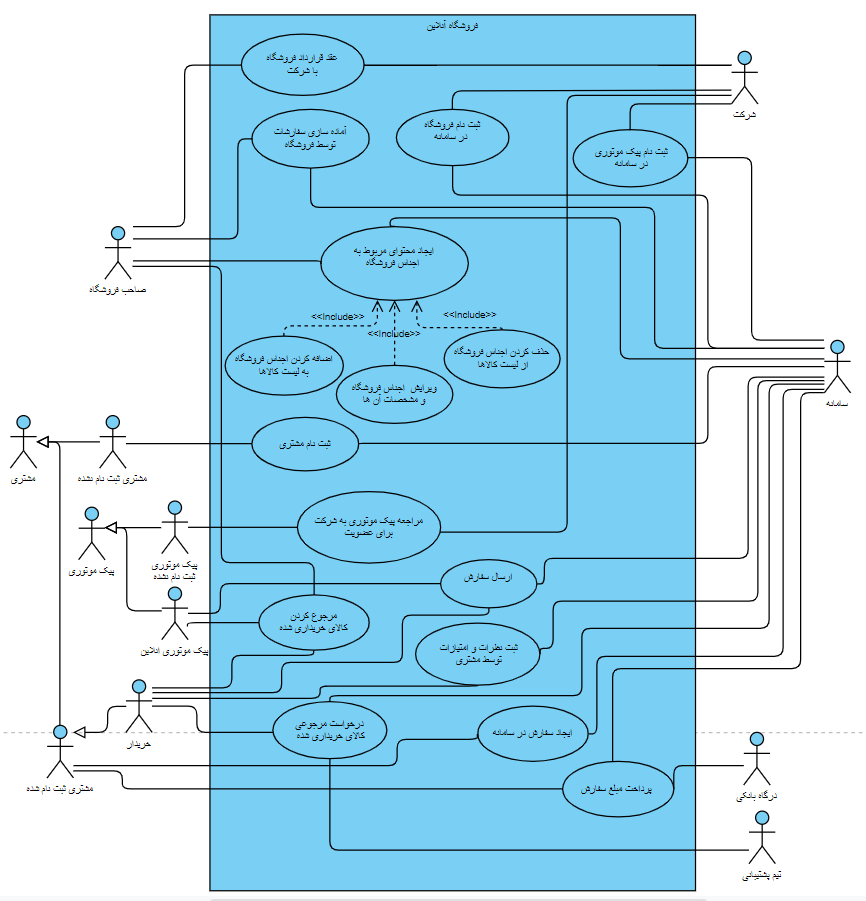 فروشگاه آنلاین
عقد قرارداد فروشگاه
با شرکت
شرکت
آماده سازی سفارشات
توسط فروشگاه
ثبت نام فروشگاه
در سامانه
ثبت نام پیک موتوری
در سامانه
صاحب فروشگاه
ایجاد محتوای مربوط به
اجناس فروشگاه
<<Include>>
<<Include>>
<<Include>>
اضافه کردن اجناس فروشگاه
به لیست کالاها
ویرایش اجناس فروشگاه
و مشخصات آن ها
حذف کردن اجناس فروشگاه
از لیست کالاها
سامانه
مشتری
مشتری ثبت نام نشده
ثبت نام مشتری
پیک موتوری
پیک موتوری
ثبت نام نشده
مراجعه پیک موتوری به شرکت
برای عضویت
ارسال سفارش
پیک موتوری آنلاین
مرجوع کردن
کالای خریداری شده
ثبت نظرات و امتیازات
توسط مشتری
خریدار
درخواست مرجوعی
کالای خریداری شده
ایجاد سفارش در سامانه
مشتری ثبت نام شده
پرداخت مبلغ سفارش
درگاه بانکی
تیم پشتیبانی